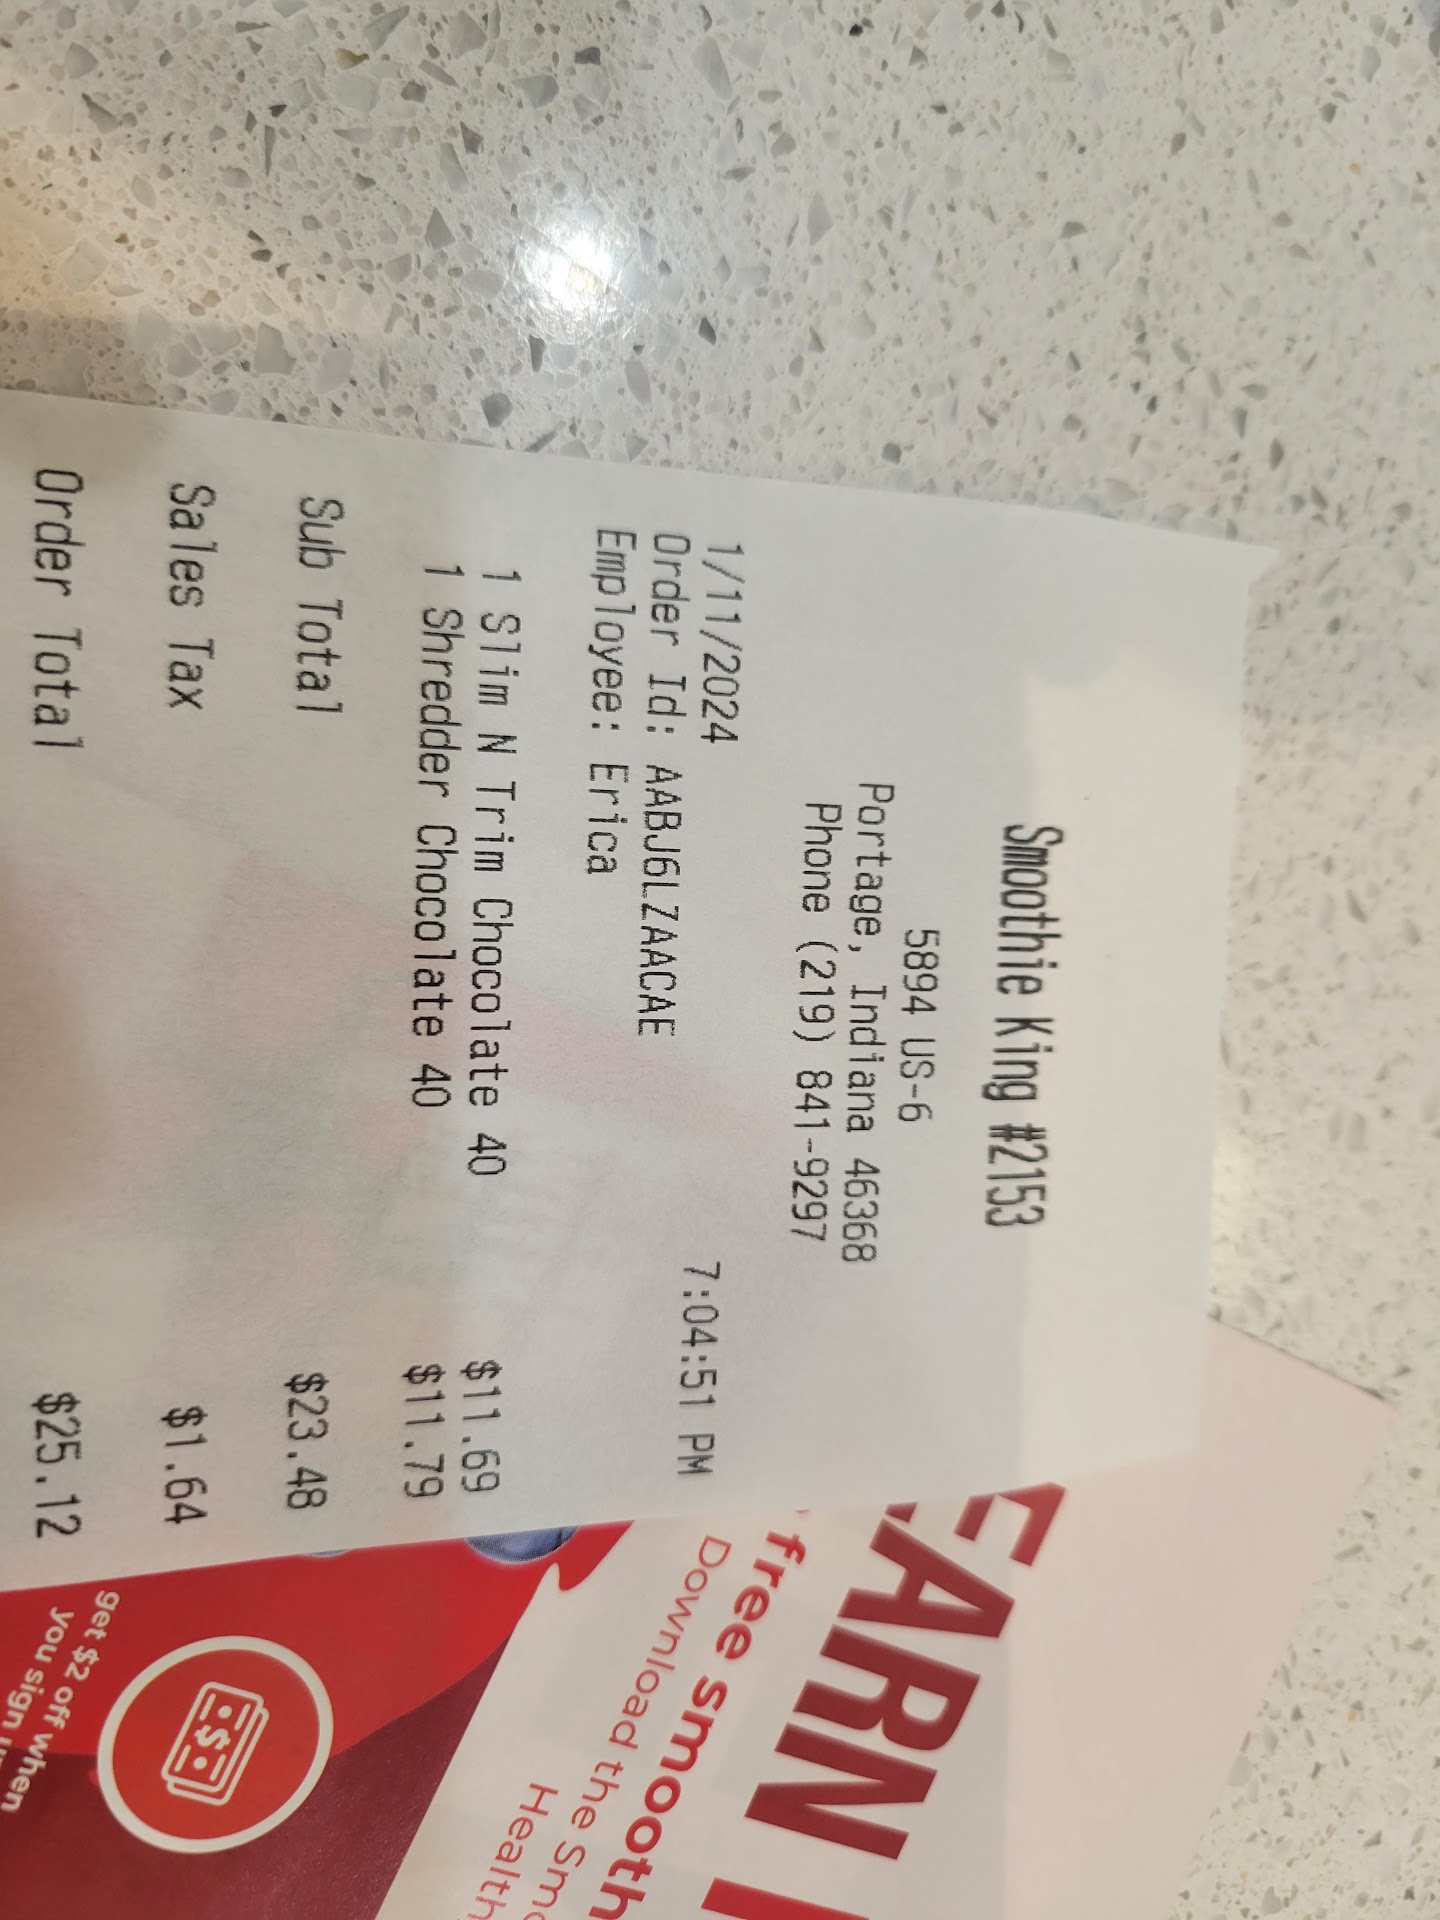 Smoothie King #2153
5894 US-6
Portage, Indiana 46368
Phone (219) 841-9297
1/11/2024 7:04:51 PM
Order Id: AABJ6LZAACAE
Employee: Erica
1 Slim N Trim Chocolate 40 $11.69
1 Shredder Chocolate 40 $11.79
Sub Total $23.48
Sales Tax $1.64
Order Total $25.12
EARN
free smooth
Download the Smo
Health
get $2 off when
you sign